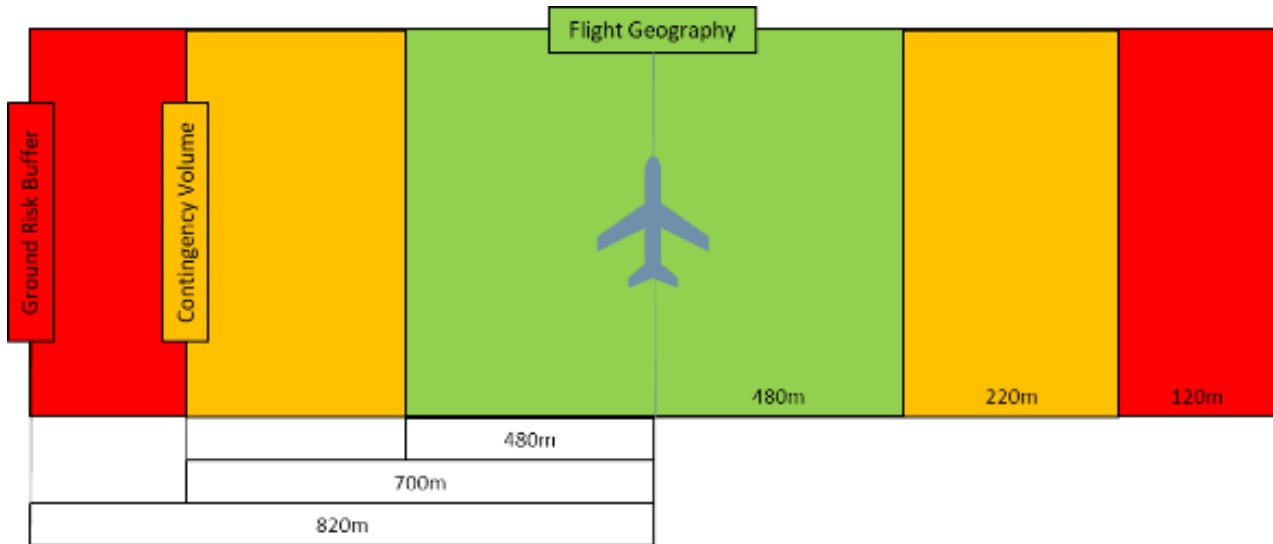 Flight Geography
Ground Risk Buffer
Contingency Volume
480m
220m
120m
480m
700m
820m